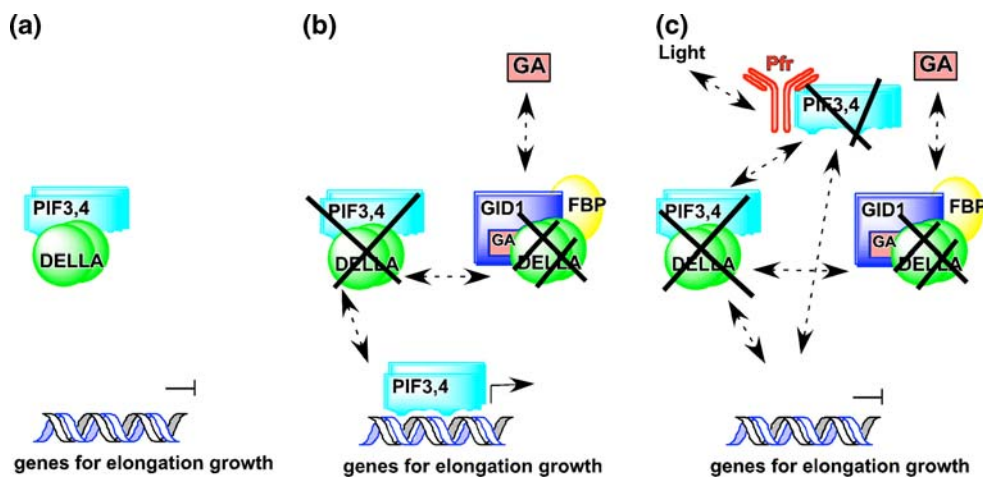 (a)
PIF3,4
DELLA
genes for elongation growth
(b)
GA
PIF3,4
DELLA
GID1
FBP
GA
DELLA
PIF3,4
genes for elongation growth
(c)
Light
Pfr
PIF3,4
GA
PIF3,4
DELLA
GID1
FBP
GA
DELLA
genes for elongation growth